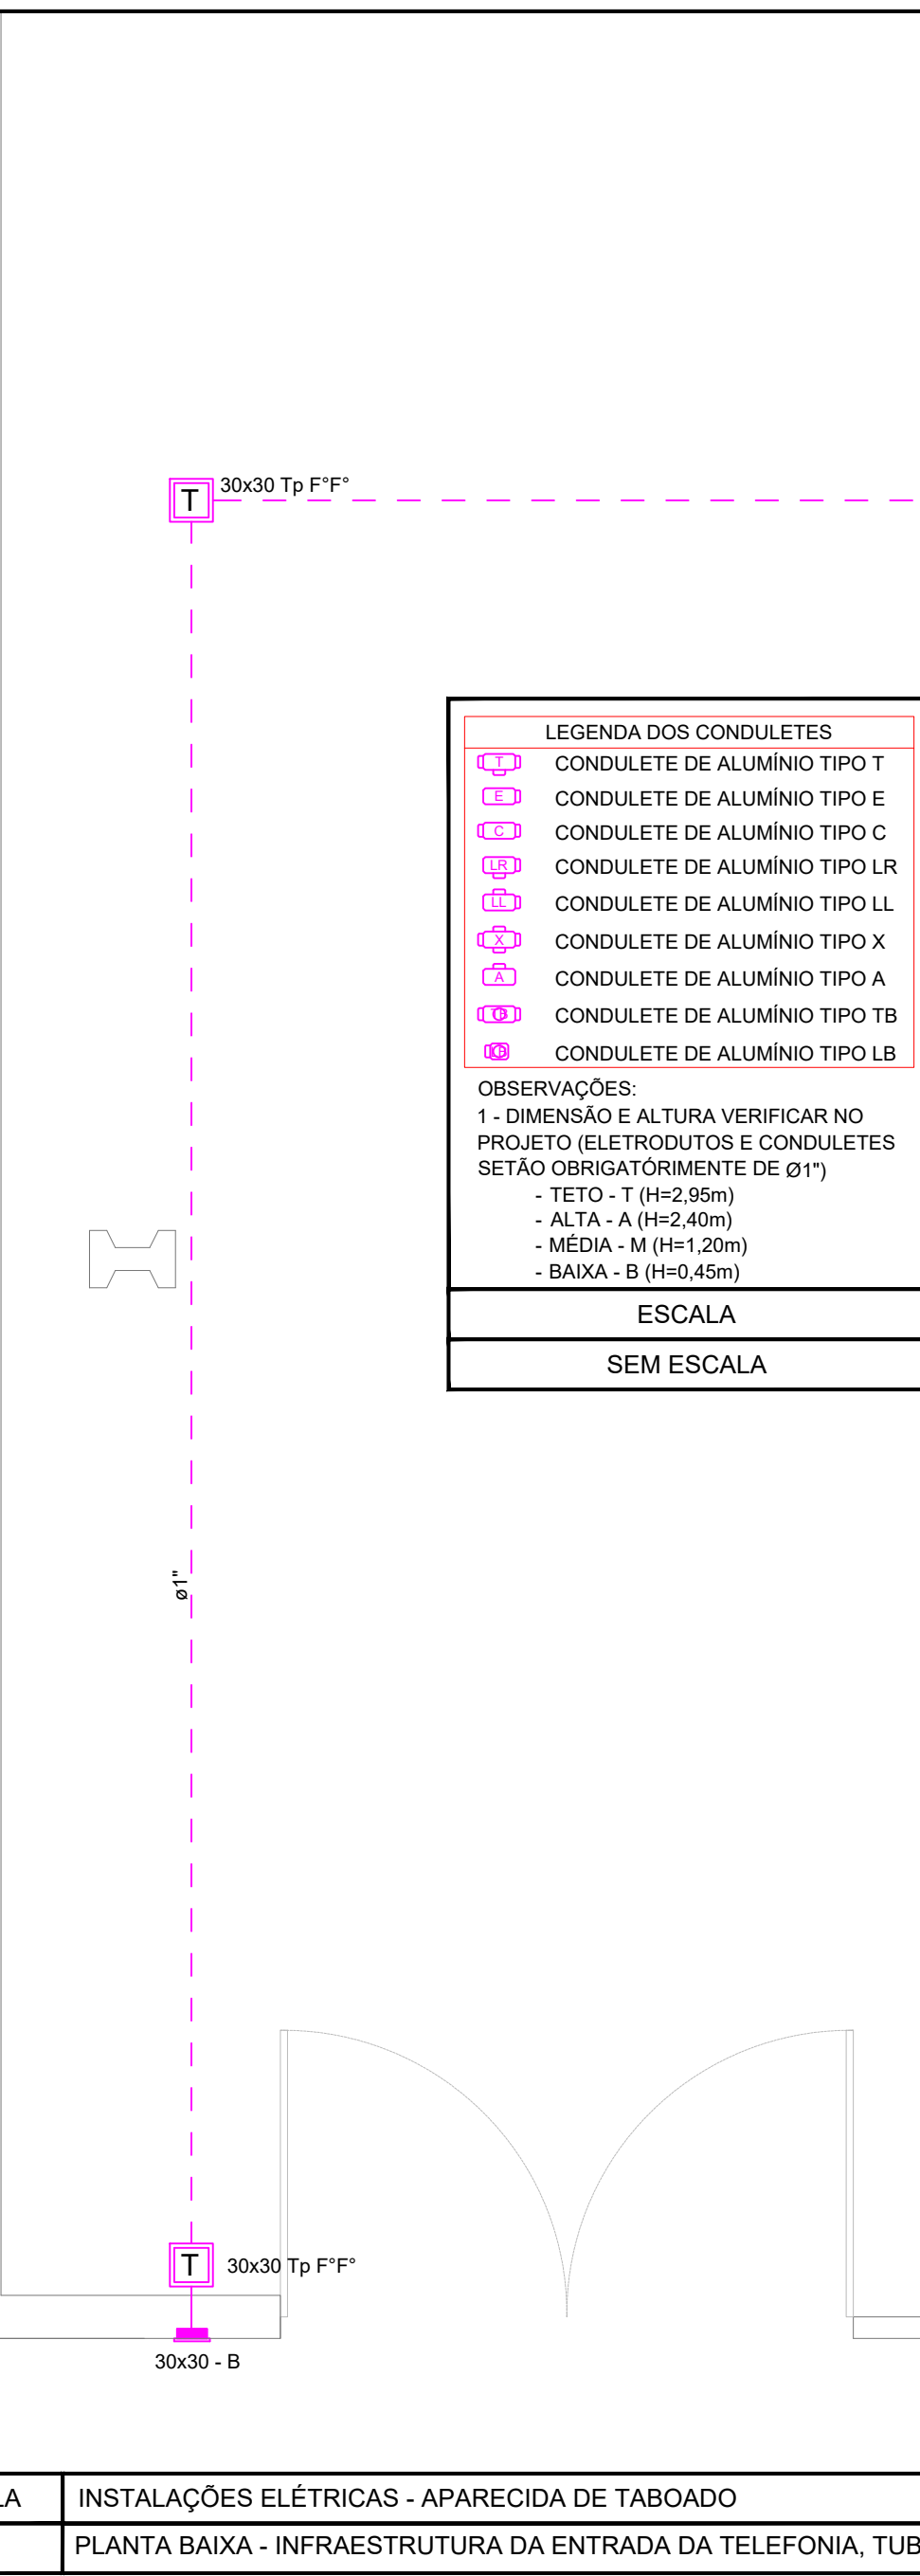 T
30x30 Tp F°F°
LEGENDA DOS CONDULETES
T CONDULETE DE ALUMÍNIO TIPO T
E CONDULETE DE ALUMÍNIO TIPO E
C CONDULETE DE ALUMÍNIO TIPO C
LR CONDULETE DE ALUMÍNIO TIPO LR
LL CONDULETE DE ALUMÍNIO TIPO LL
X CONDULETE DE ALUMÍNIO TIPO X
A CONDULETE DE ALUMÍNIO TIPO A
TB CONDULETE DE ALUMÍNIO TIPO TB
LB CONDULETE DE ALUMÍNIO TIPO LB
OBSERVAÇÕES:
1 - DIMENSÃO E ALTURA VERIFICAR NO
PROJETO (ELETRODUTOS E CONDULETES
SETÃO OBRIGATÓRIMENTE DE Ø1")
- TETO - T (H=2,95m)
- ALTA - A (H=2,40m)
- MÉDIA - M (H=1,20m)
- BAIXA - B (H=0,45m)
ESCALA
SEM ESCALA
ø1"
T
30x30 Tp F°F°
30x30 - B
LA
INSTALAÇÕES ELÉTRICAS - APARECIDA DE TABOADO
PLANTA BAIXA - INFRAESTRUTURA DA ENTRADA DA TELEFONIA, TUB